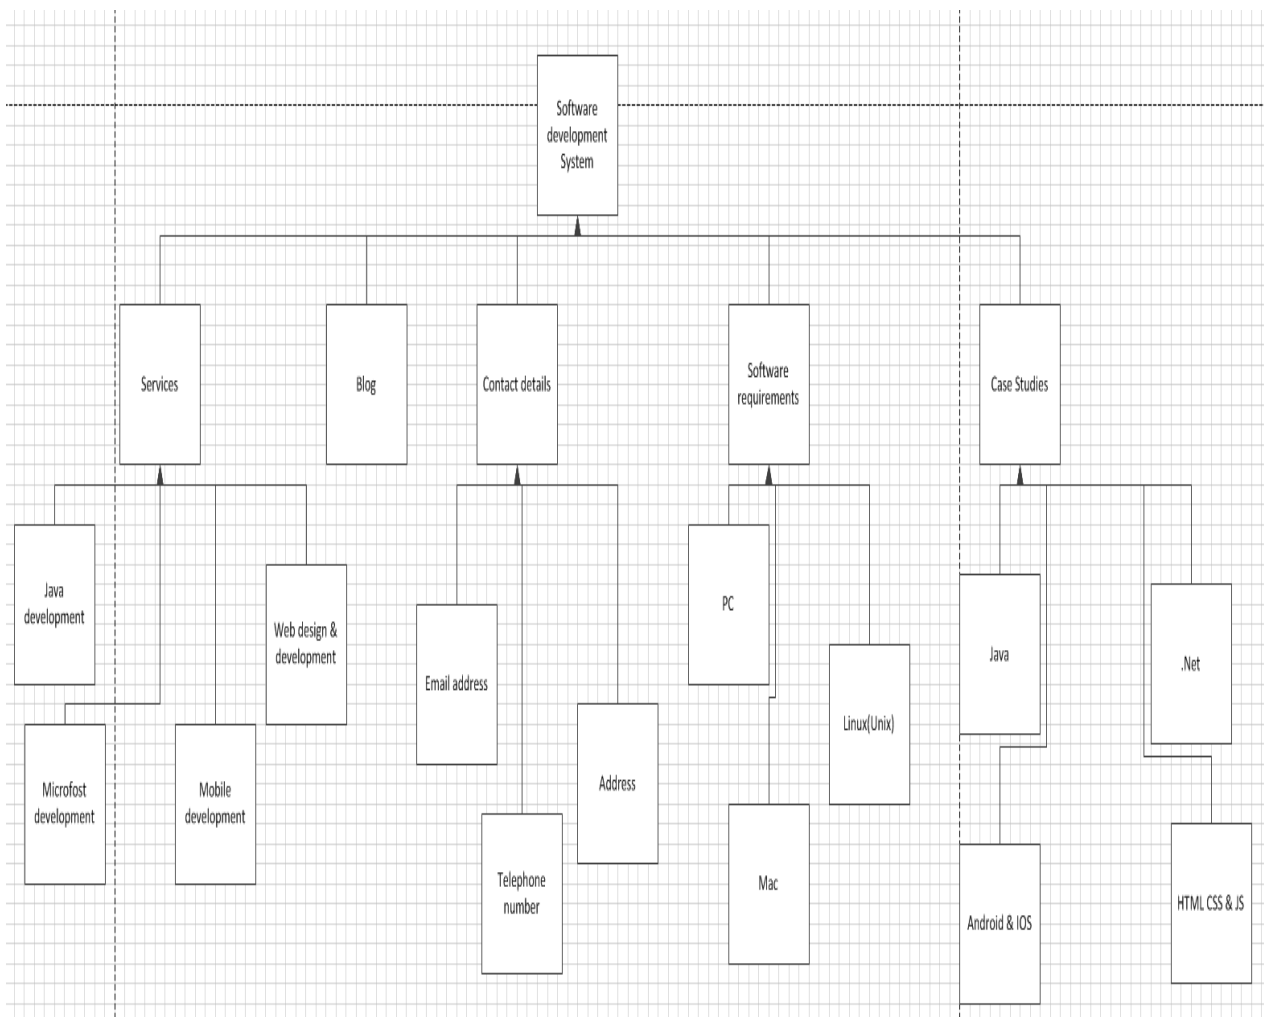 Software
development
System
Services
Blog
Contact details
Software
requirements
Case Studies
Java
development
Microfost
development
Mobile
development
Web design &
development
Email address
Telephone
number
Address
PC
Mac
Linux(Unix)
Java
Android & IOS
.Net
HTML CSS & JS